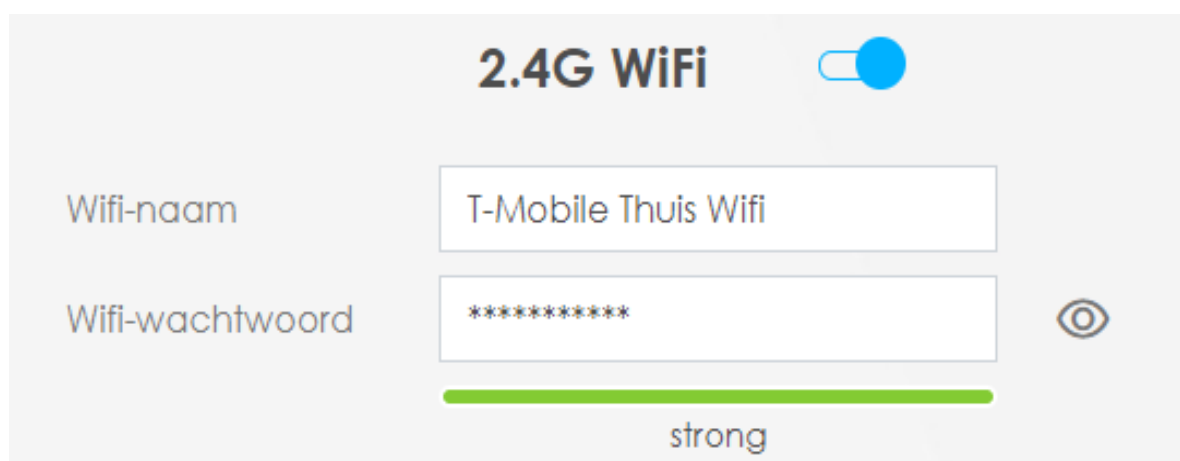 2.4G WiFi
Wifi-naam T-Mobile Thuis Wifi
Wifi-wachtwoord ***********
strong